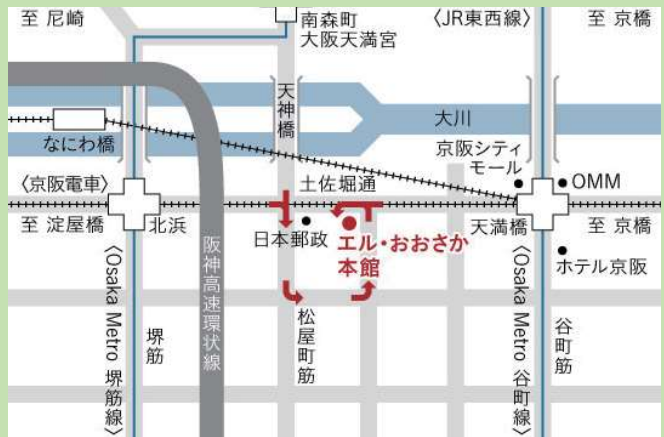 至 尼崎
南森町
大阪天満宮
〈JR東西線〉
至 京橋
天神橋
大川
なにわ橋
京阪シティ
モール
OMM
〈京阪電車〉
土佐堀通
至 淀屋橋
北浜
日本郵政
エル・おおさか
本館
天満橋
至 京橋
ホテル京阪
阪神高速環状線
〈Osaka Metro 堺筋線〉
堺筋
松屋町筋
〈Osaka Metro 谷町線〉
谷町筋